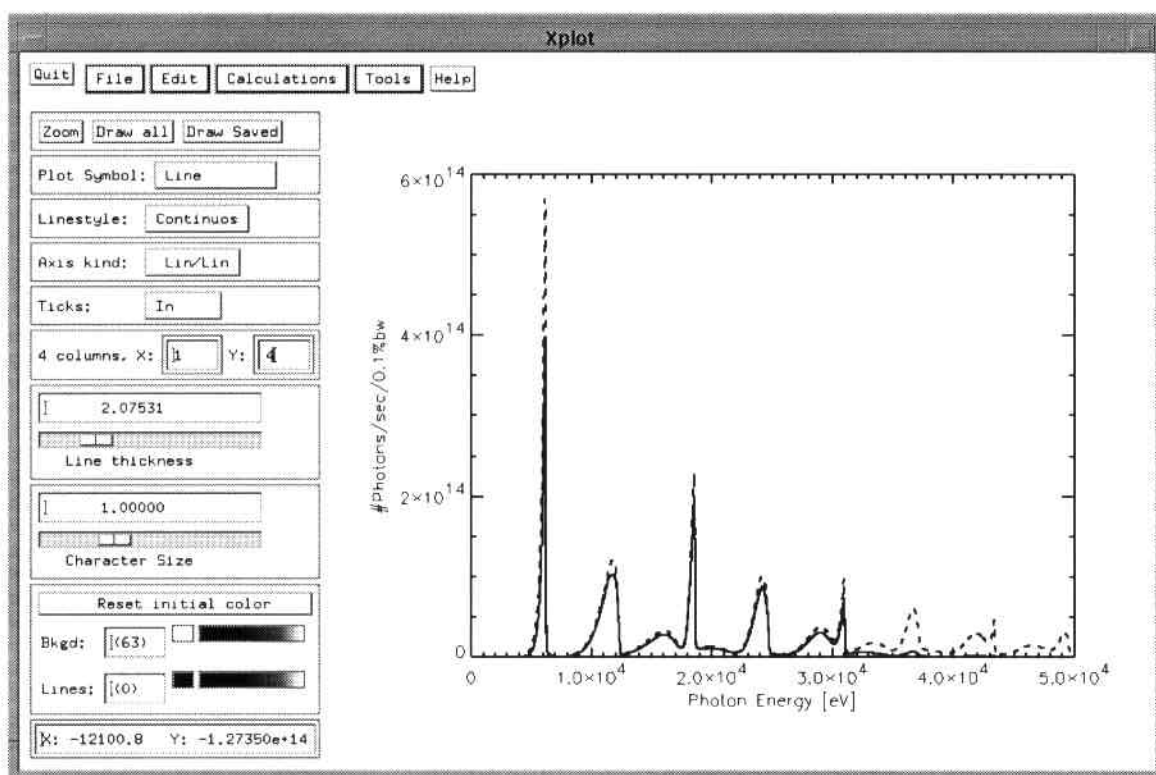 Xplot
Quit File Edit Calculations Tools Help
Zoom Draw all Draw Saved
Plot Symbol: Line
Linestyle: Continuos
Axis kind: Lin/Lin
Ticks: In
4 columns. X: 1 Y: 4
2.07531
Line thickness
1.00000
Character Size
Reset initial color
Bkgd: (63)
Lines: (0)
X: -12100.8 Y: -1.27350e+14
6×10¹⁴
4×10¹⁴
2×10¹⁴
0
#Photons/sec/0.1%bw
0 1.0×10⁴ 2.0×10⁴ 3.0×10⁴ 4.0×10⁴ 5.0×10⁴
Photon Energy [eV]